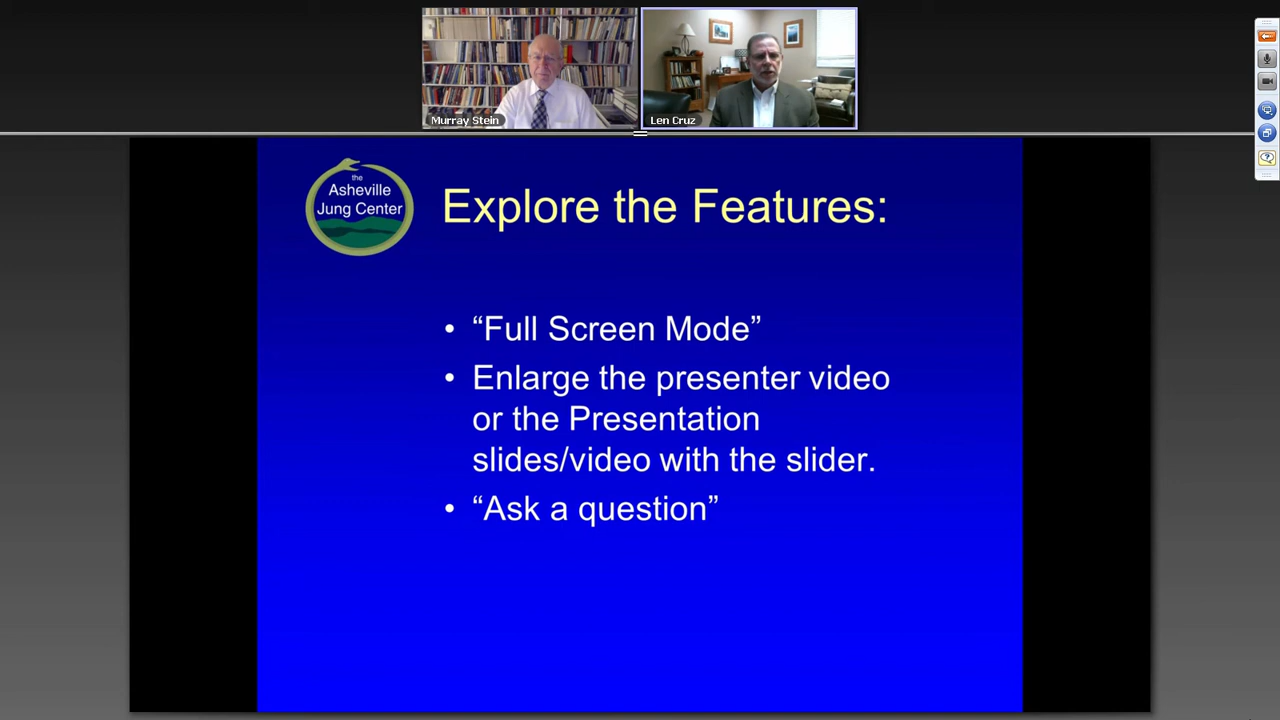 Murray Stein
Len Cruz
the
Asheville
Jung Center
Explore the Features:
• “Full Screen Mode”
• Enlarge the presenter video
or the Presentation
slides/video with the slider.
• “Ask a question”